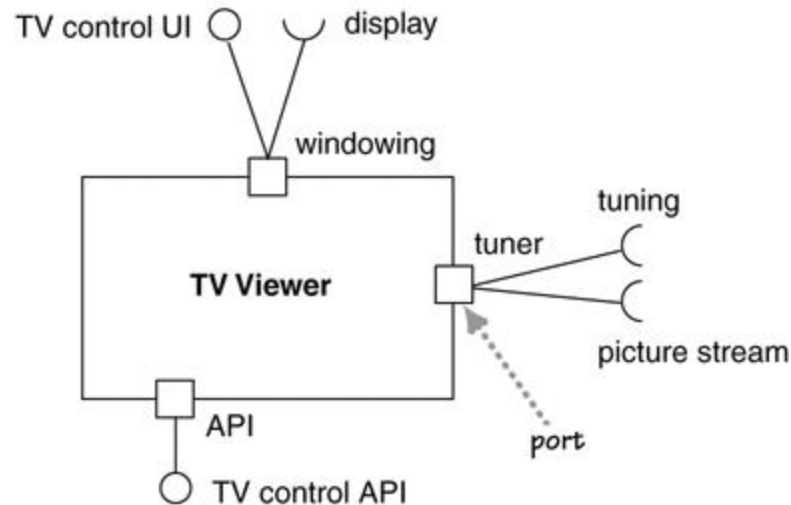 TV control UI
display
windowing
tuning
tuner
TV Viewer
picture stream
API
port
TV control API